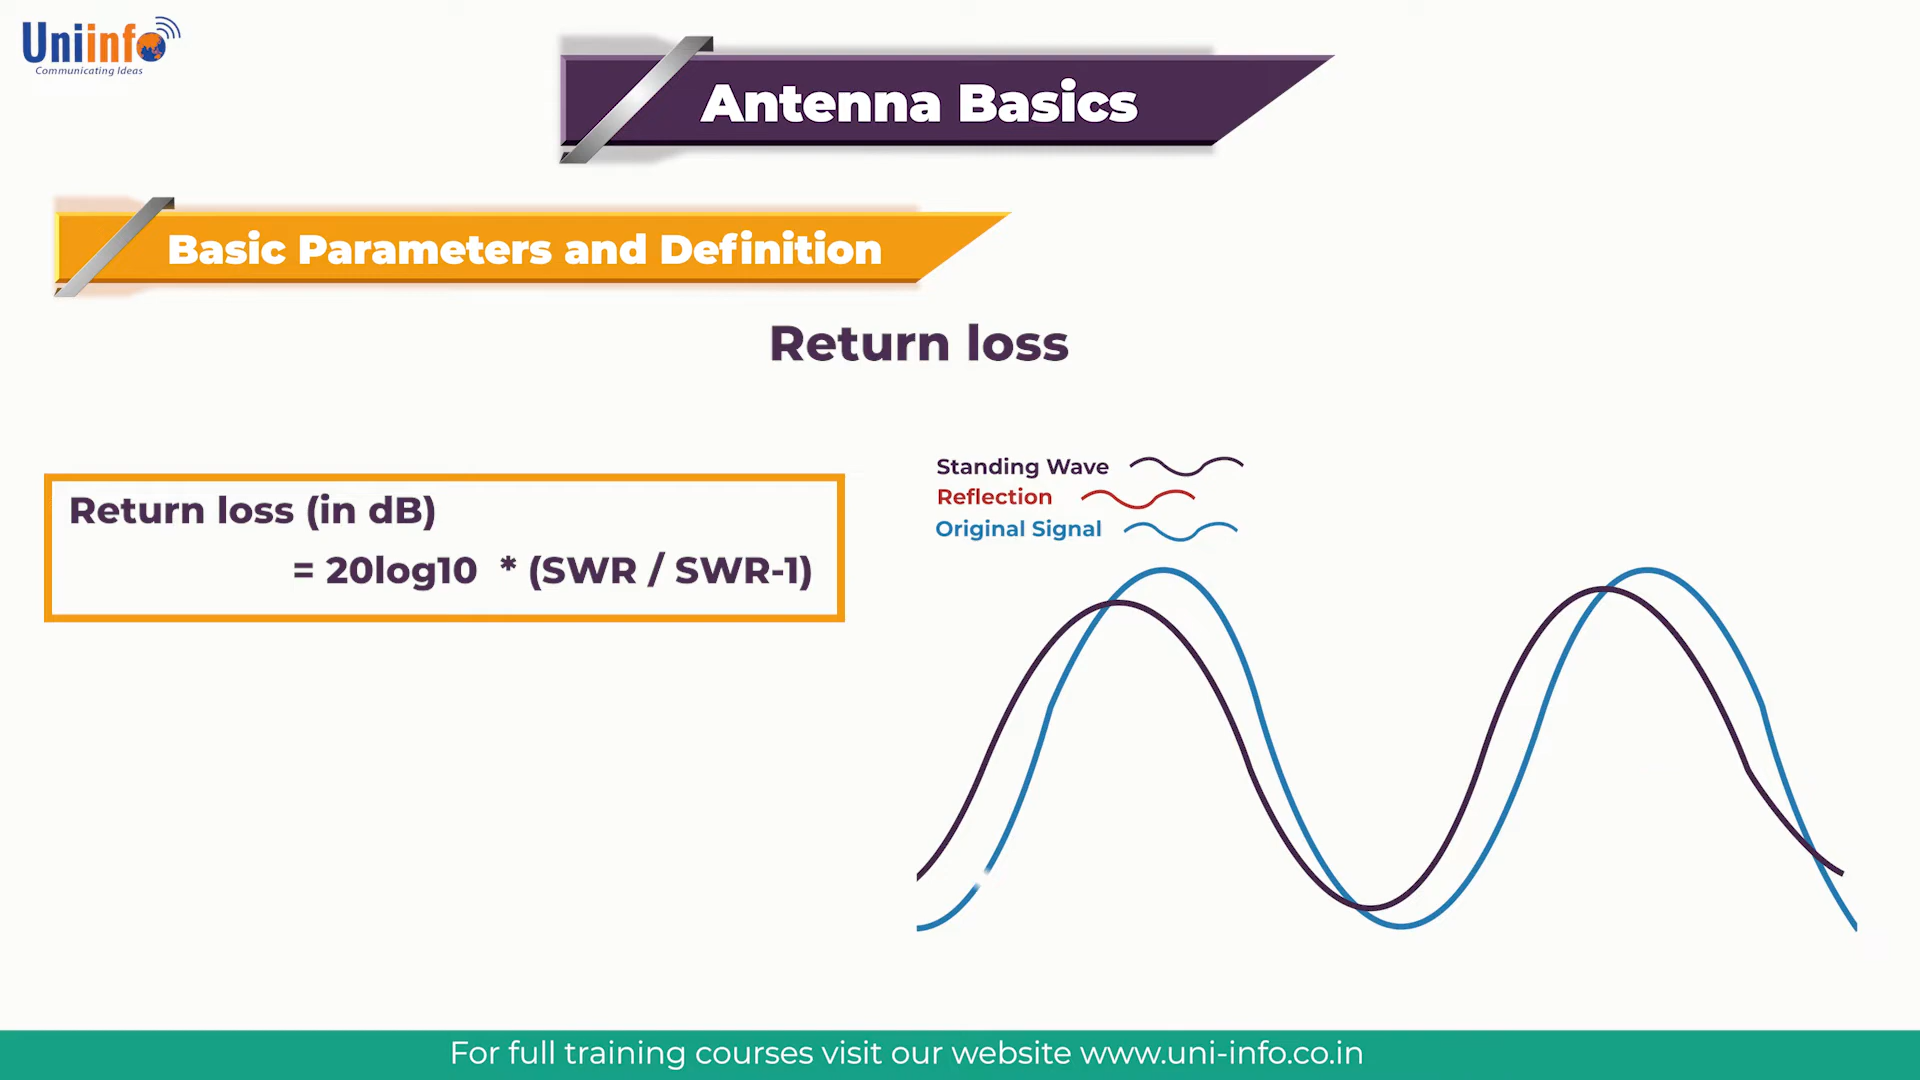 Uniinfo
Communicating Ideas
Antenna Basics
Basic Parameters and Definition
Return loss
Return loss (in dB)
= 20log10 * (SWR / SWR-1)
Standing Wave
Reflection
Original Signal
For full training courses visit our website www.uni-info.co.in